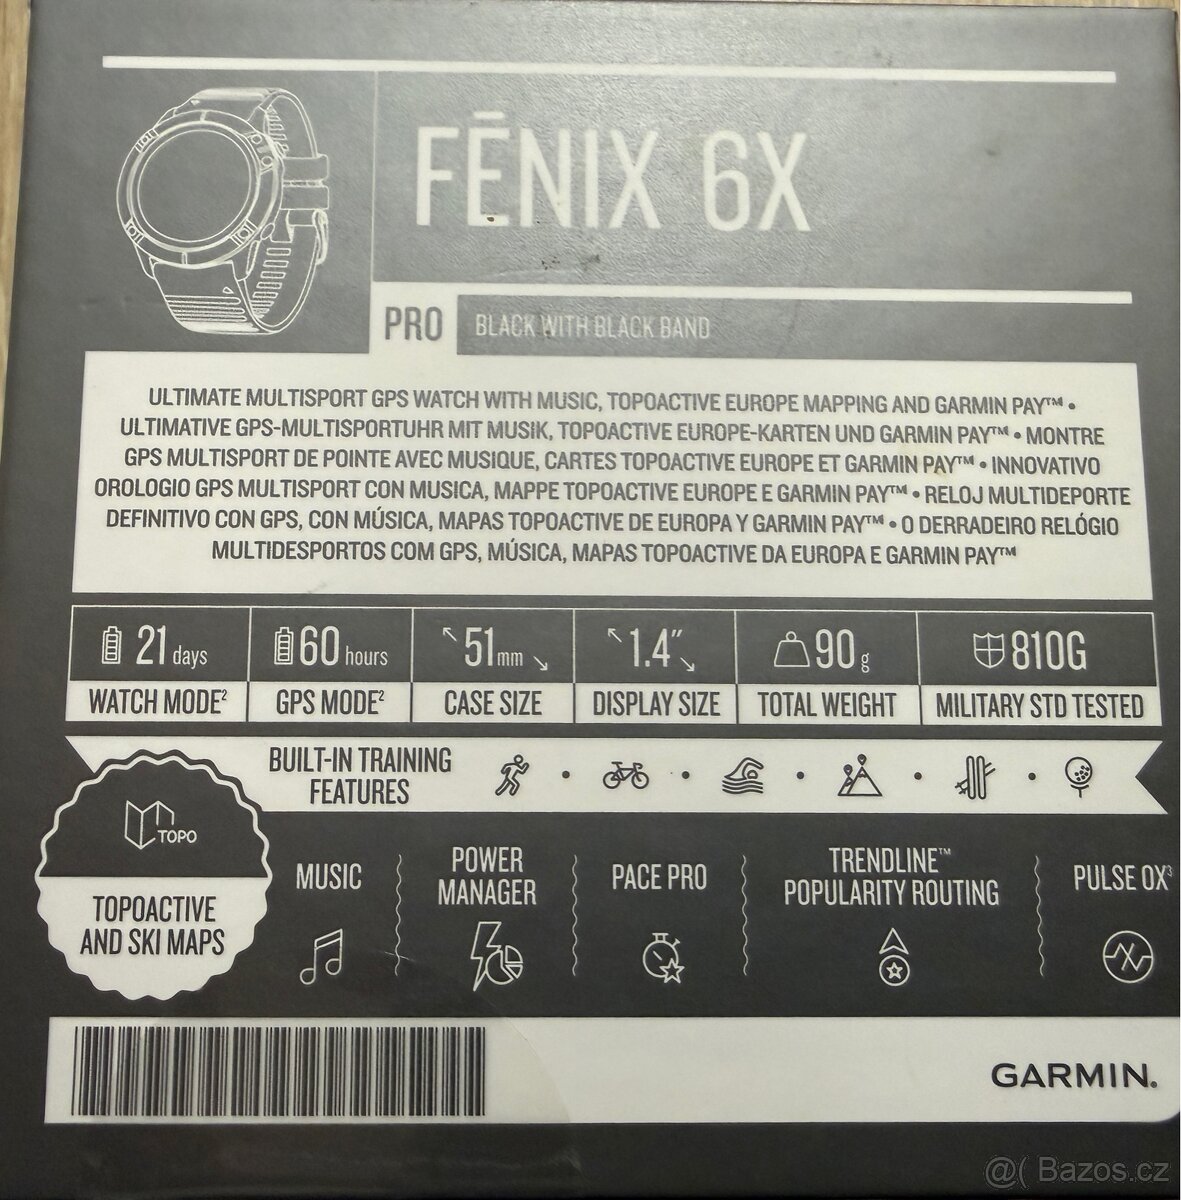 FĒNIX 6X
PRO
BLACK WITH BLACK BAND
ULTIMATE MULTISPORT GPS WATCH WITH MUSIC, TOPOACTIVE EUROPE MAPPING AND GARMIN PAY™ •
ULTIMATIVE GPS-MULTISPORTUHR MIT MUSIK, TOPOACTIVE EUROPE-KARTEN UND GARMIN PAY™ • MONTRE
GPS MULTISPORT DE POINTE AVEC MUSIQUE, CARTES TOPOACTIVE EUROPE ET GARMIN PAY™ • INNOVATIVO
OROLOGIO GPS MULTISPORT CON MUSICA, MAPPE TOPOACTIVE EUROPE E GARMIN PAY™ • RELOJ MULTIDEPORTE
DEFINITIVO CON GPS, CON MÚSICA, MAPAS TOPOACTIVE DE EUROPA Y GARMIN PAY™ • O DERRADEIRO RELÓGIO
MULTIDESPORTOS COM GPS, MÚSICA, MAPAS TOPOACTIVE DA EUROPA E GARMIN PAY™
21 days
WATCH MODE²
60 hours
GPS MODE²
51 mm
CASE SIZE
1.4″
DISPLAY SIZE
90 g
TOTAL WEIGHT
810G
MILITARY STD TESTED
BUILT-IN TRAINING
FEATURES
TOPO
TOPOACTIVE
AND SKI MAPS
MUSIC
POWER
MANAGER
PACE PRO
TRENDLINE™
POPULARITY ROUTING
PULSE OX³
GARMIN.
@( Bazos.cz